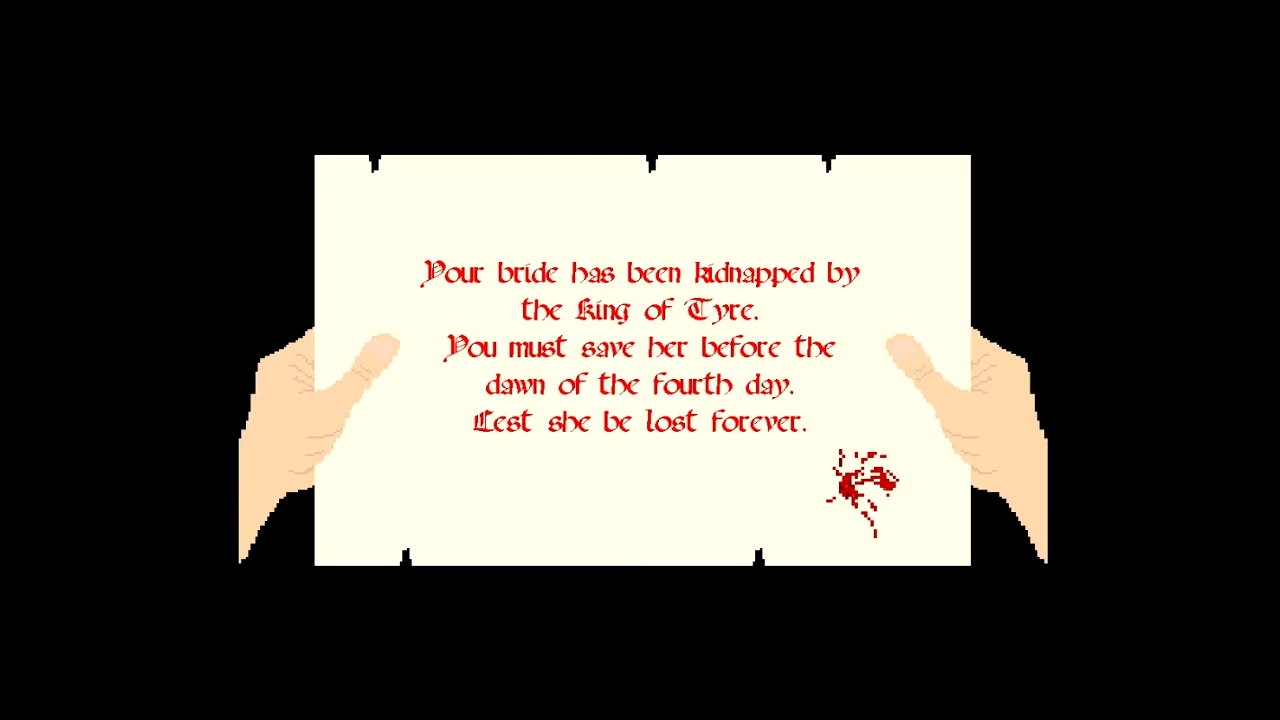 Your bride has been kidnapped by
the King of Tyre.
You must save her before the
dawn of the fourth day.
Lest she be lost forever.